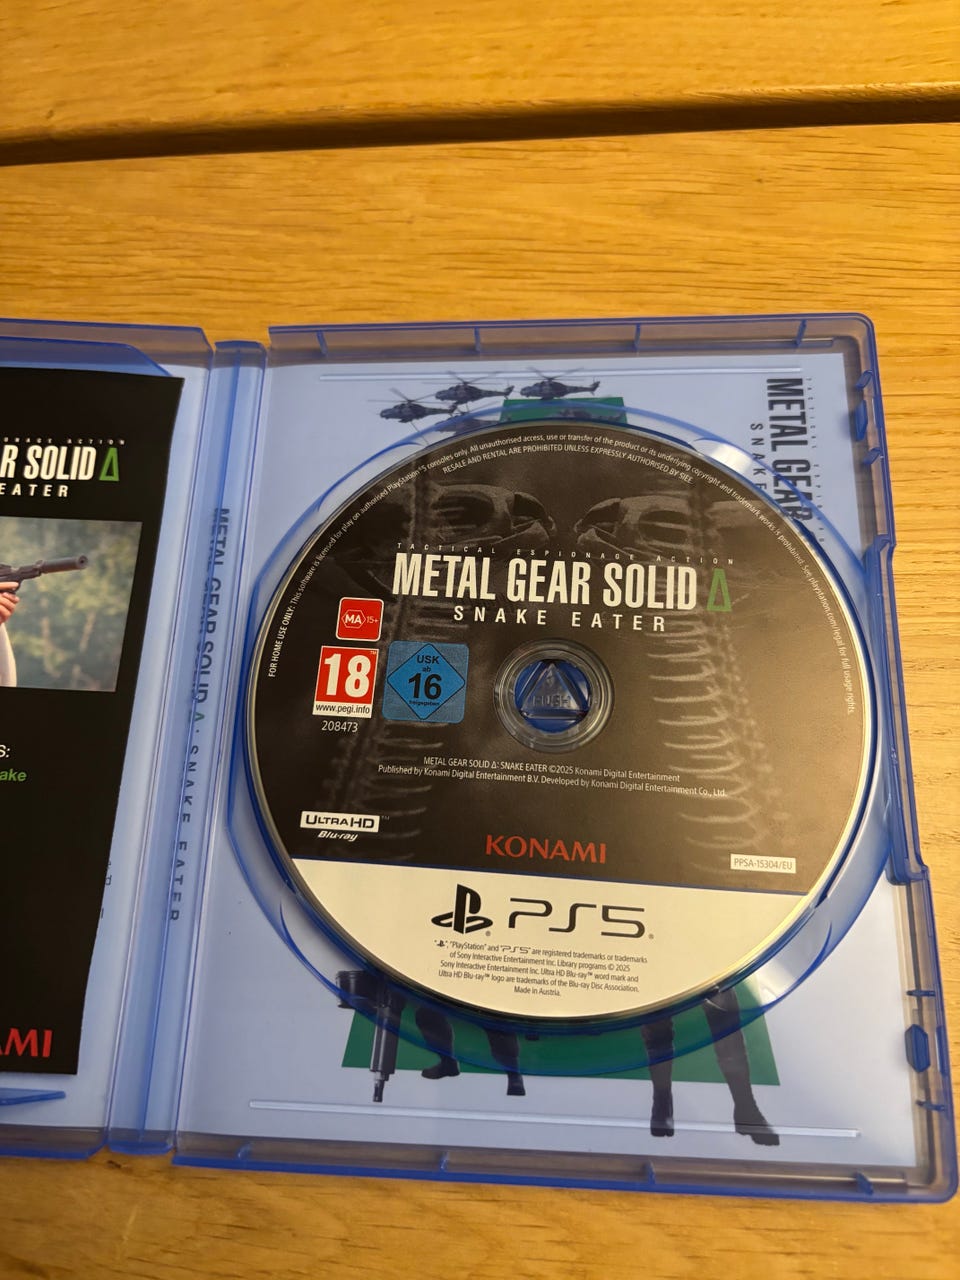 R SOLID Δ
EATER
S:
ake
AMI
METAL GEAR SOLID Δ: SNAKE EATER
METAL GEAR
SNAKE
FOR HOME USE ONLY: This software is licensed for play on authorised PlayStation®5 consoles only. All unauthorised access, use or transfer of the product or its underlying copyright and trademark works is prohibited. See playstation.com/legal for full usage rights.
RESALE AND RENTAL ARE PROHIBITED UNLESS EXPRESSLY AUTHORISED BY SIEE.
TACTICAL ESPIONAGE ACTION
METAL GEAR SOLID Δ
SNAKE EATER
MA 15+
18
www.pegi.info
208473
USK
ab
16
freigegeben
PUSH
METAL GEAR SOLID Δ: SNAKE EATER ©2025 Konami Digital Entertainment
Published by Konami Digital Entertainment B.V. Developed by Konami Digital Entertainment Co., Ltd.
ULTRA HD
Blu-ray
TM
KONAMI
PPSA-15304/EU
PS5
"PlayStation" and "PS5" are registered trademarks or trademarks
of Sony Interactive Entertainment Inc. Library programs © 2025
Sony Interactive Entertainment Inc. Ultra HD Blu-ray™ word mark and
Ultra HD Blu-ray™ logo are trademarks of the Blu-ray Disc Association.
Made in Austria.